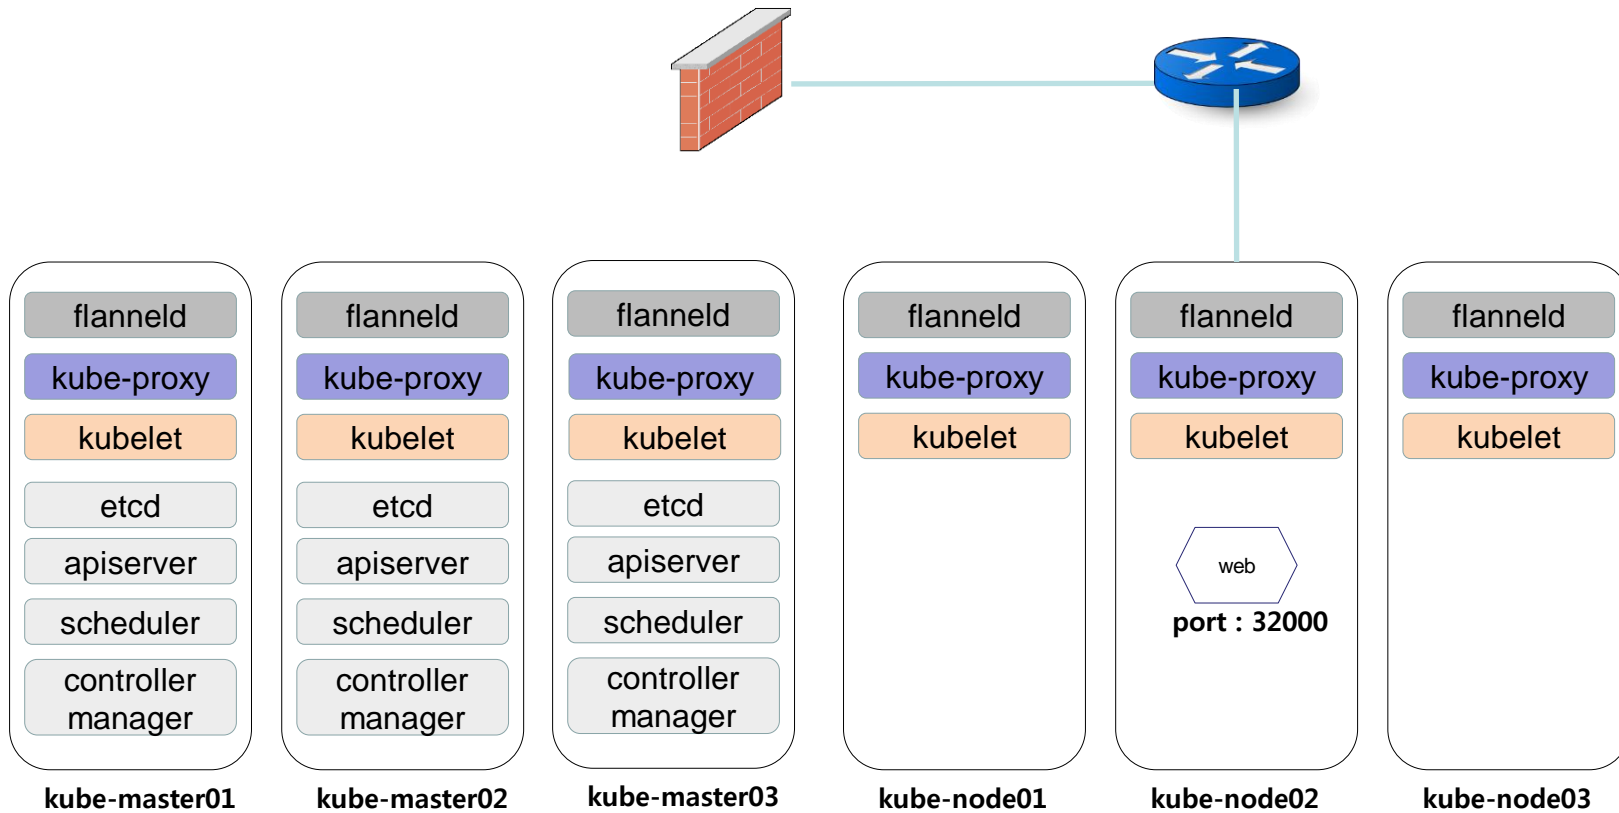 flanneld
kube-proxy
kubelet
etcd
apiserver
scheduler
controller
manager
kube-master01
flanneld
kube-proxy
kubelet
etcd
apiserver
scheduler
controller
manager
kube-master02
flanneld
kube-proxy
kubelet
etcd
apiserver
scheduler
controller
manager
kube-master03
flanneld
kube-proxy
kubelet
kube-node01
flanneld
kube-proxy
kubelet
web
port : 32000
kube-node02
flanneld
kube-proxy
kubelet
kube-node03